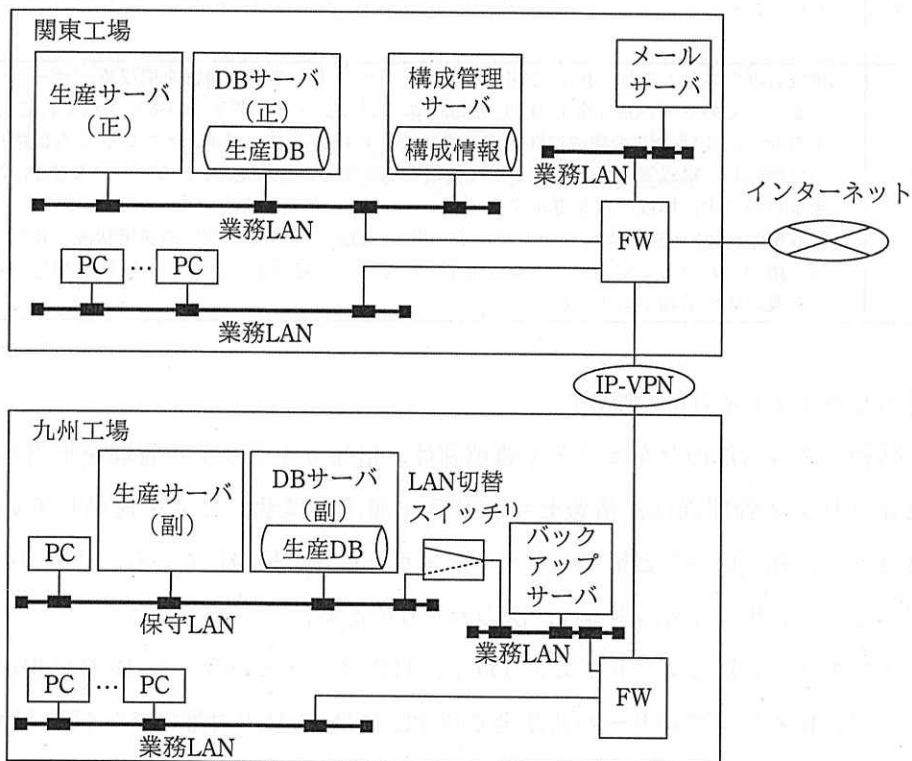 関東工場
生産サーバ
(正)
DBサーバ
(正)
生産DB
構成管理
サーバ
構成情報
メール
サーバ
業務LAN
インターネット
業務LAN
FW
PC … PC
業務LAN
IP-VPN
九州工場
生産サーバ
(副)
DBサーバ
(副)
生産DB
LAN切替
スイッチ1)
バック
アップ
サーバ
PC
保守LAN
業務LAN
PC … PC
FW
業務LAN